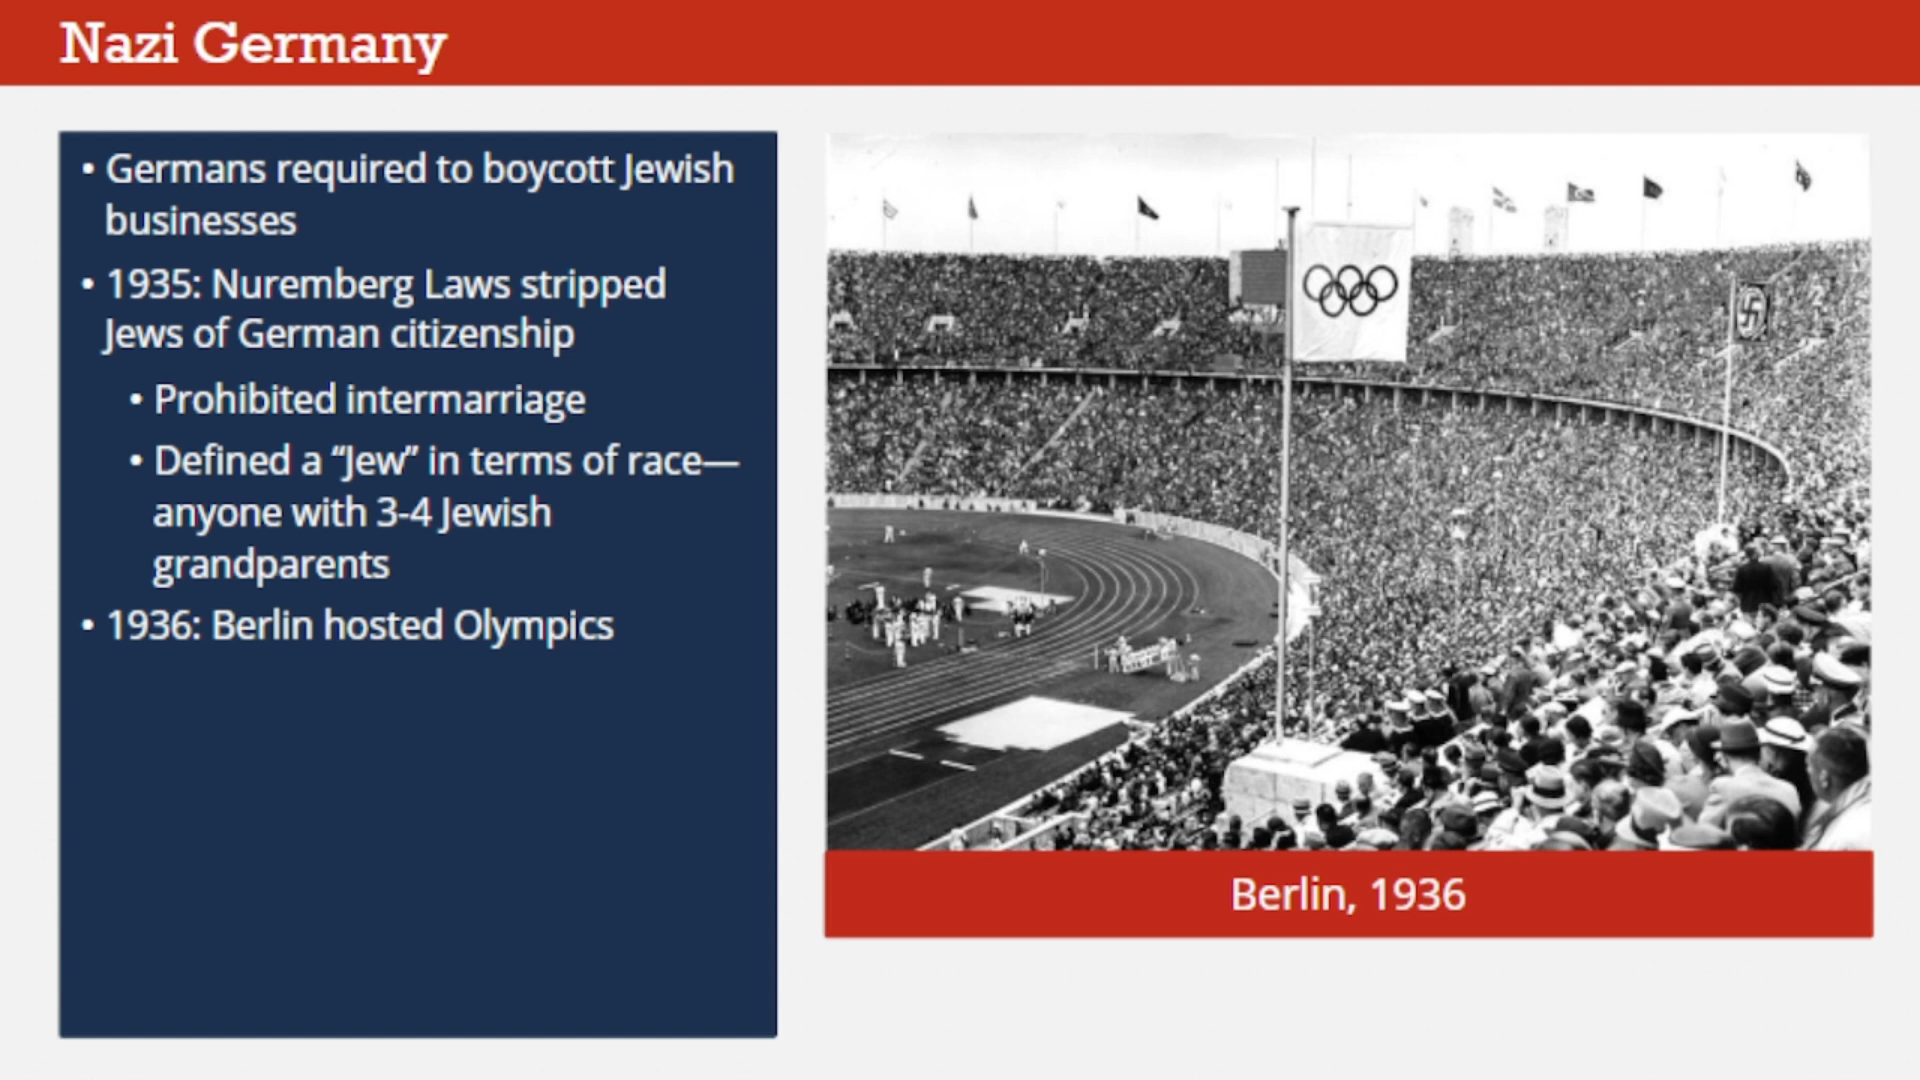 Nazi Germany
• Germans required to boycott Jewish
businesses
• 1935: Nuremberg Laws stripped
Jews of German citizenship
• Prohibited intermarriage
• Defined a “Jew” in terms of race—
anyone with 3-4 Jewish
grandparents
• 1936: Berlin hosted Olympics
Berlin, 1936